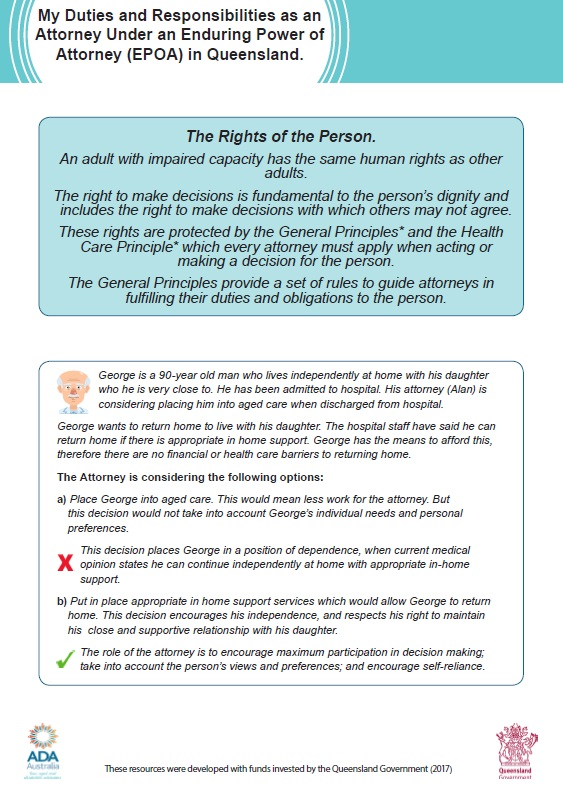 My Duties and Responsibilities as an
Attorney Under an Enduring Power of
Attorney (EPOA) in Queensland.
The Rights of the Person.
An adult with impaired capacity has the same human rights as other
adults.
The right to make decisions is fundamental to the person's dignity and
includes the right to make decisions with which others may not agree.
These rights are protected by the General Principles* and the Health
Care Principle* which every attorney must apply when acting or
making a decision for the person.
The General Principles provide a set of rules to guide attorneys in
fulfilling their duties and obligations to the person.
George is a 90-year old man who lives independently at home with his daughter
who he is very close to. He has been admitted to hospital. His attorney (Alan) is
considering placing him into aged care when discharged from hospital.
George wants to return home to live with his daughter. The hospital staff have said he can
return home if there is appropriate in home support. George has the means to afford this,
therefore there are no financial or health care barriers to returning home.
The Attorney is considering the following options:
a) Place George into aged care. This would mean less work for the attorney. But
this decision would not take into account George's individual needs and personal
preferences.
This decision places George in a position of dependence, when current medical
opinion states he can continue independently at home with appropriate in-home
support.
b) Put in place appropriate in home support services which would allow George to return
home. This decision encourages his independence, and respects his right to maintain
his close and supportive relationship with his daughter.
The role of the attorney is to encourage maximum participation in decision making;
take into account the person's views and preferences; and encourage self-reliance.
ADA
Australia
These resources were developed with funds invested by the Queensland Government (2017)
Queensland
Government